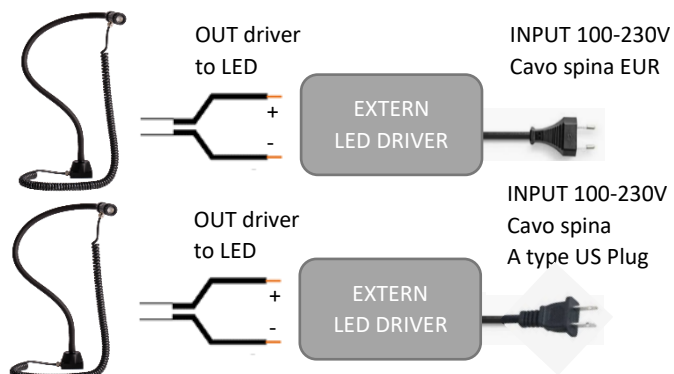 OUT driver
to LED
INPUT 100-230V
Cavo spina EUR
+
-
EXTERN
LED DRIVER
OUT driver
to LED
INPUT 100-230V
Cavo spina
A type US Plug
+
-
EXTERN
LED DRIVER